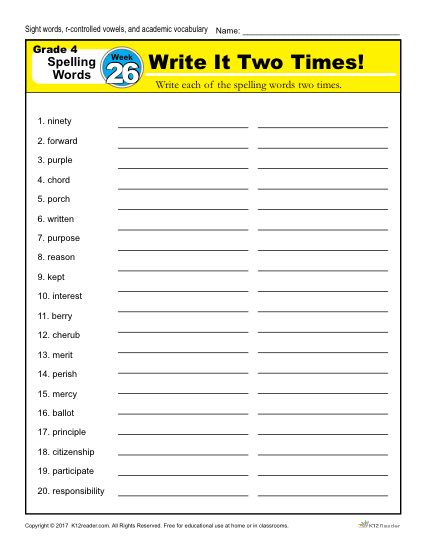 Sight words, r-controlled vowels, and academic vocabulary Name:
Grade 4
Spelling
Words
Week
26
Write It Two Times!
Write each of the spelling words two times.
1. ninety
2. forward
3. purple
4. chord
5. porch
6. written
7. purpose
8. reason
9. kept
10. interest
11. berry
12. cherub
13. merit
14. perish
15. mercy
16. ballot
17. principle
18. citizenship
19. participate
20. responsibility
Copyright © 2017 K12reader.com. All Rights Reserved. Free for educational use at home or in classrooms. K12Reader